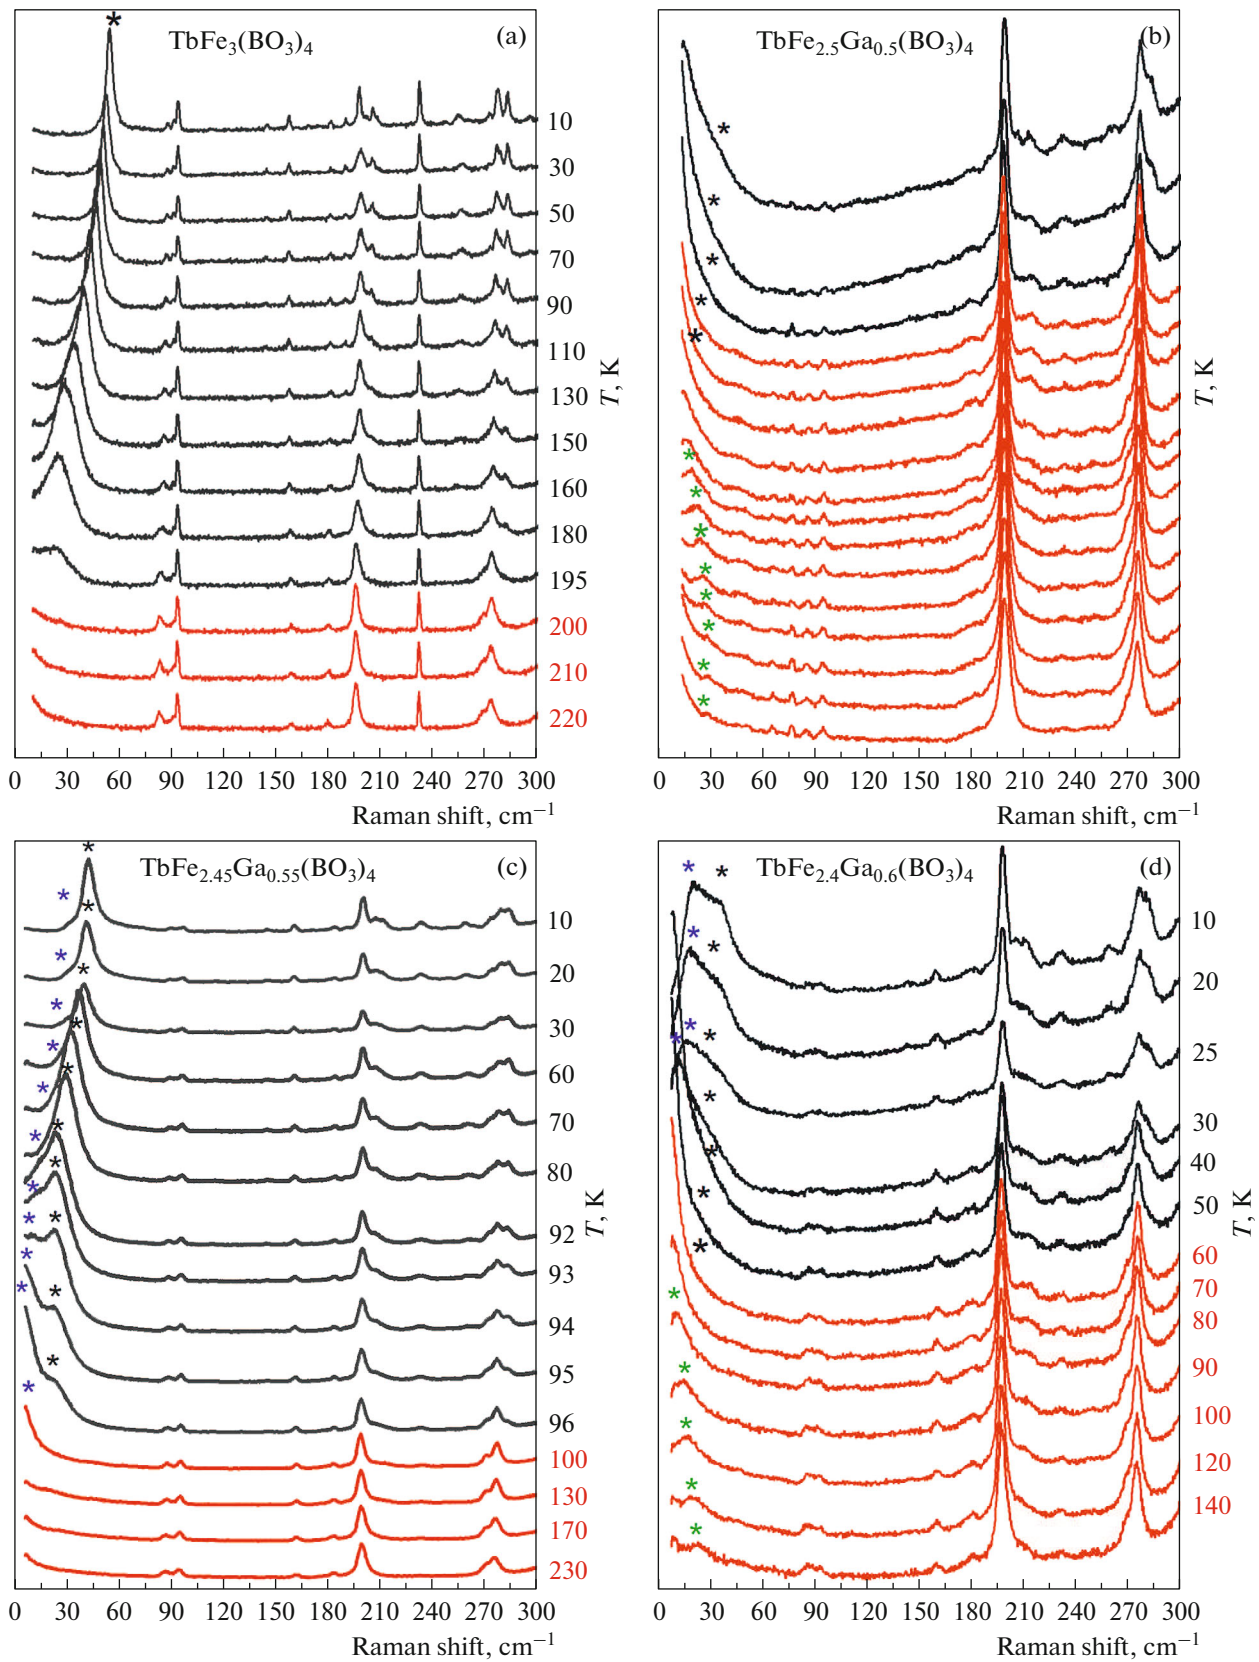 *
TbFe3(BO3)4
(a)
10
30
50
70
90
110
130
150
160
180
195
200
210
220
T, K
0 30 60 90 120 150 180 210 240 270 300
Raman shift, cm−1
TbFe2.5Ga0.5(BO3)4
(b)
T, K
0 30 60 90 120 150 180 210 240 270 300
Raman shift, cm−1
TbFe2.45Ga0.55(BO3)4
(c)
10
20
30
60
70
80
92
93
94
95
96
100
130
170
230
T, K
0 30 60 90 120 150 180 210 240 270 300
Raman shift, cm−1
TbFe2.4Ga0.6(BO3)4
(d)
10
20
25
30
40
50
60
70
80
90
100
120
140
T, K
0 30 60 90 120 150 180 210 240 270 300
Raman shift, cm−1